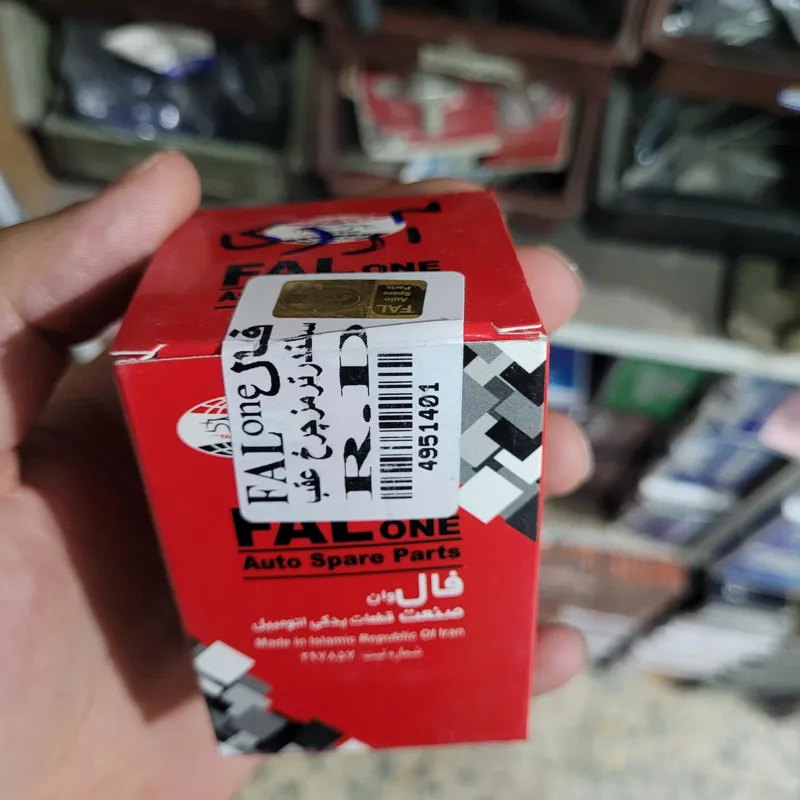 FAL ONE
FAL
Auto
Spare
Parts
فال FALone
سیلندر ترمز چرخ عقب
R.D
4951401
FAL ONE
Auto Spare Parts
فال وان
صنعت قطعات یدکی اتومبیل
Made in Islamic Republic Of Iran